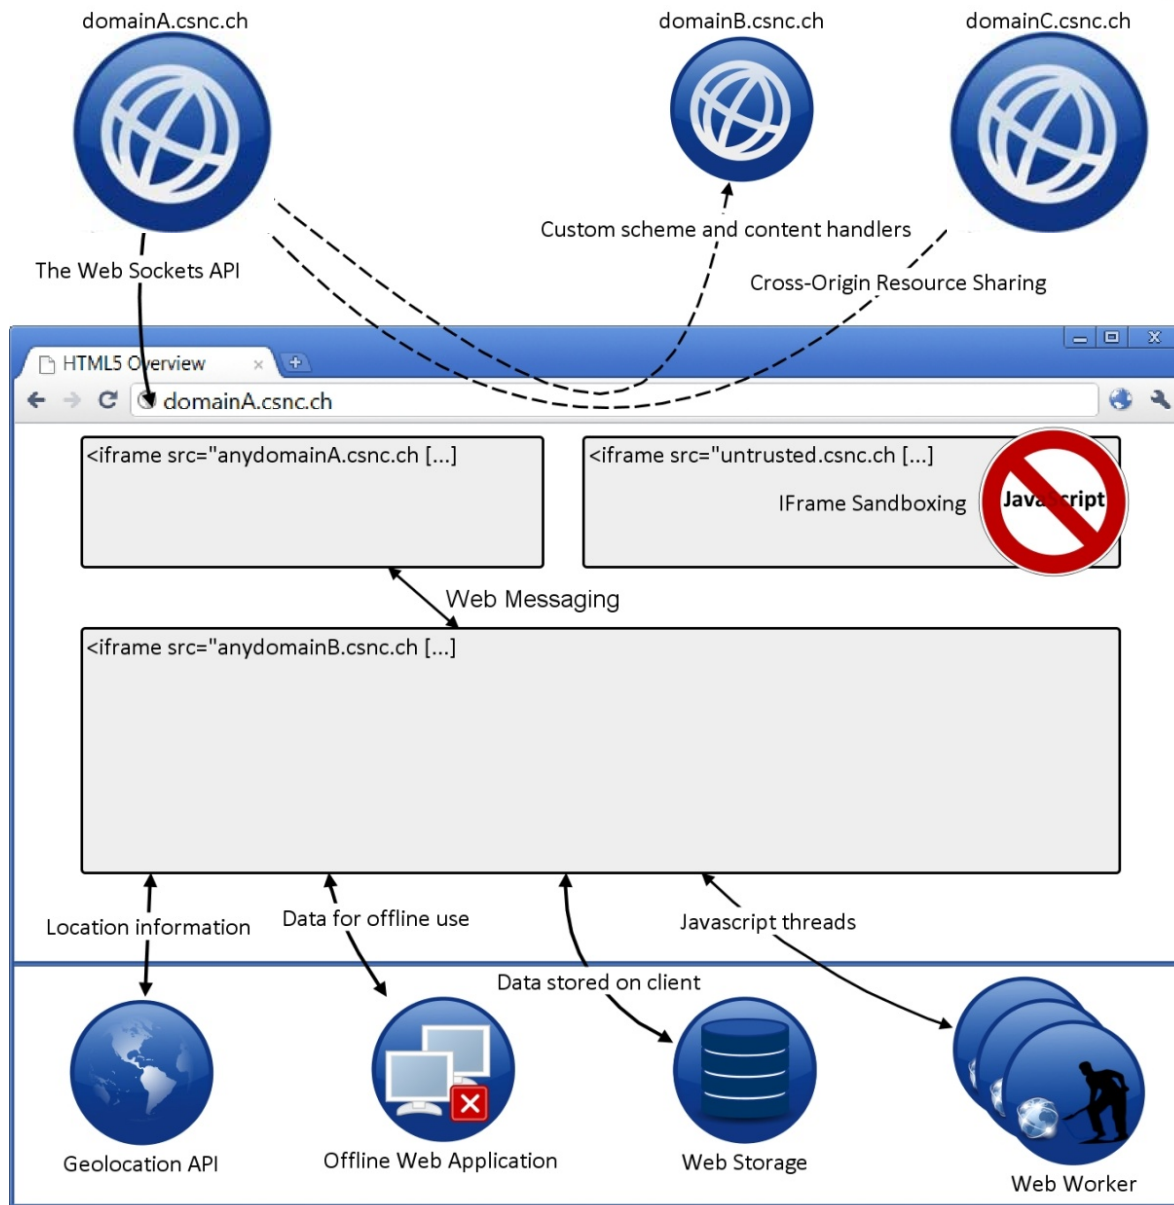 domainA.csnc.ch
domainB.csnc.ch
domainC.csnc.ch
Custom scheme and content handlers
The Web Sockets API
Cross-Origin Resource Sharing
HTML5 Overview
domainA.csnc.ch
<iframe src="anydomainA.csnc.ch [...]
<iframe src="untrusted.csnc.ch [...]
IFrame Sandboxing
JavaScript
Web Messaging
<iframe src="anydomainB.csnc.ch [...]
Location information
Data for offline use
Javascript threads
Data stored on client
Geolocation API
Offline Web Application
Web Storage
Web Worker